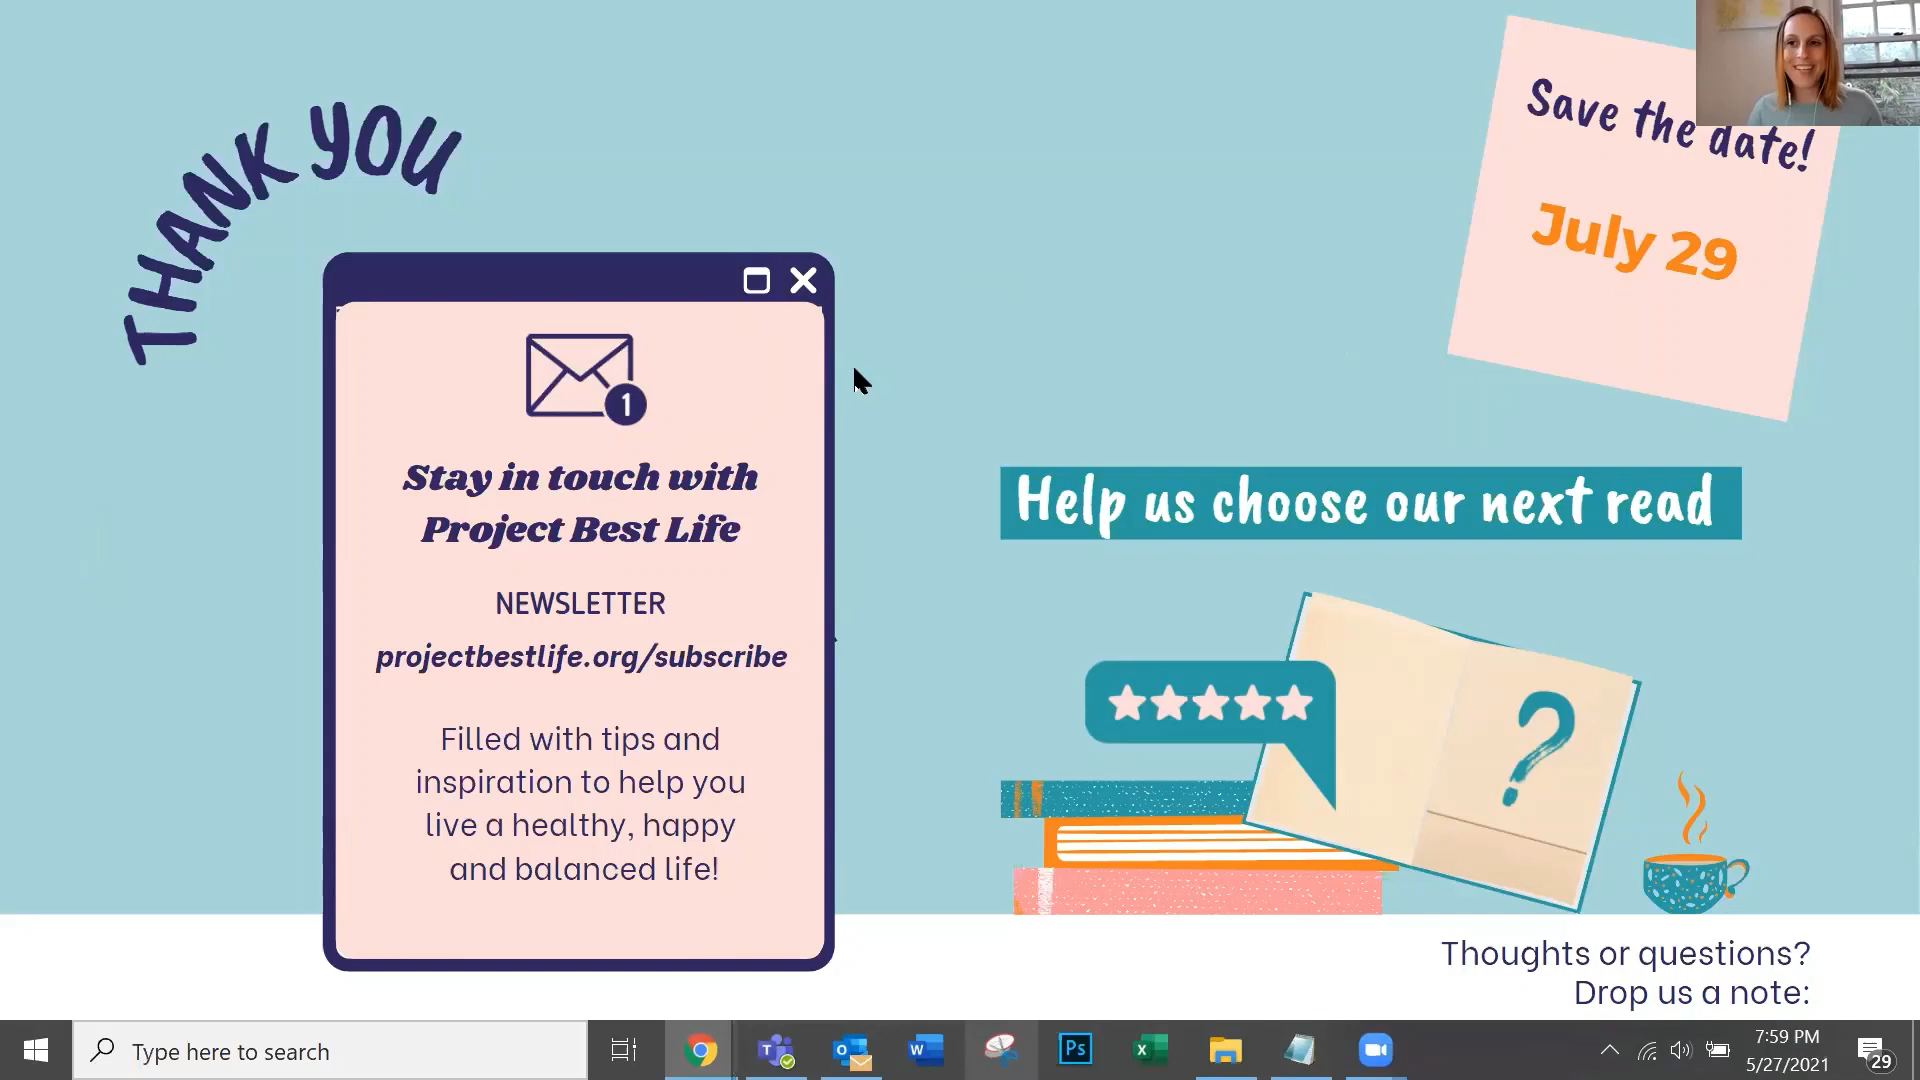 THANK YOU
Save the date!
July 29
1
Stay in touch with
Project Best Life
NEWSLETTER
projectbestlife.org/subscribe
Filled with tips and
inspiration to help you
live a healthy, happy
and balanced life!
Help us choose our next read
?
Thoughts or questions?
Drop us a note:
Type here to search
T
O
W
Ps
X
7:59 PM
5/27/2021
29